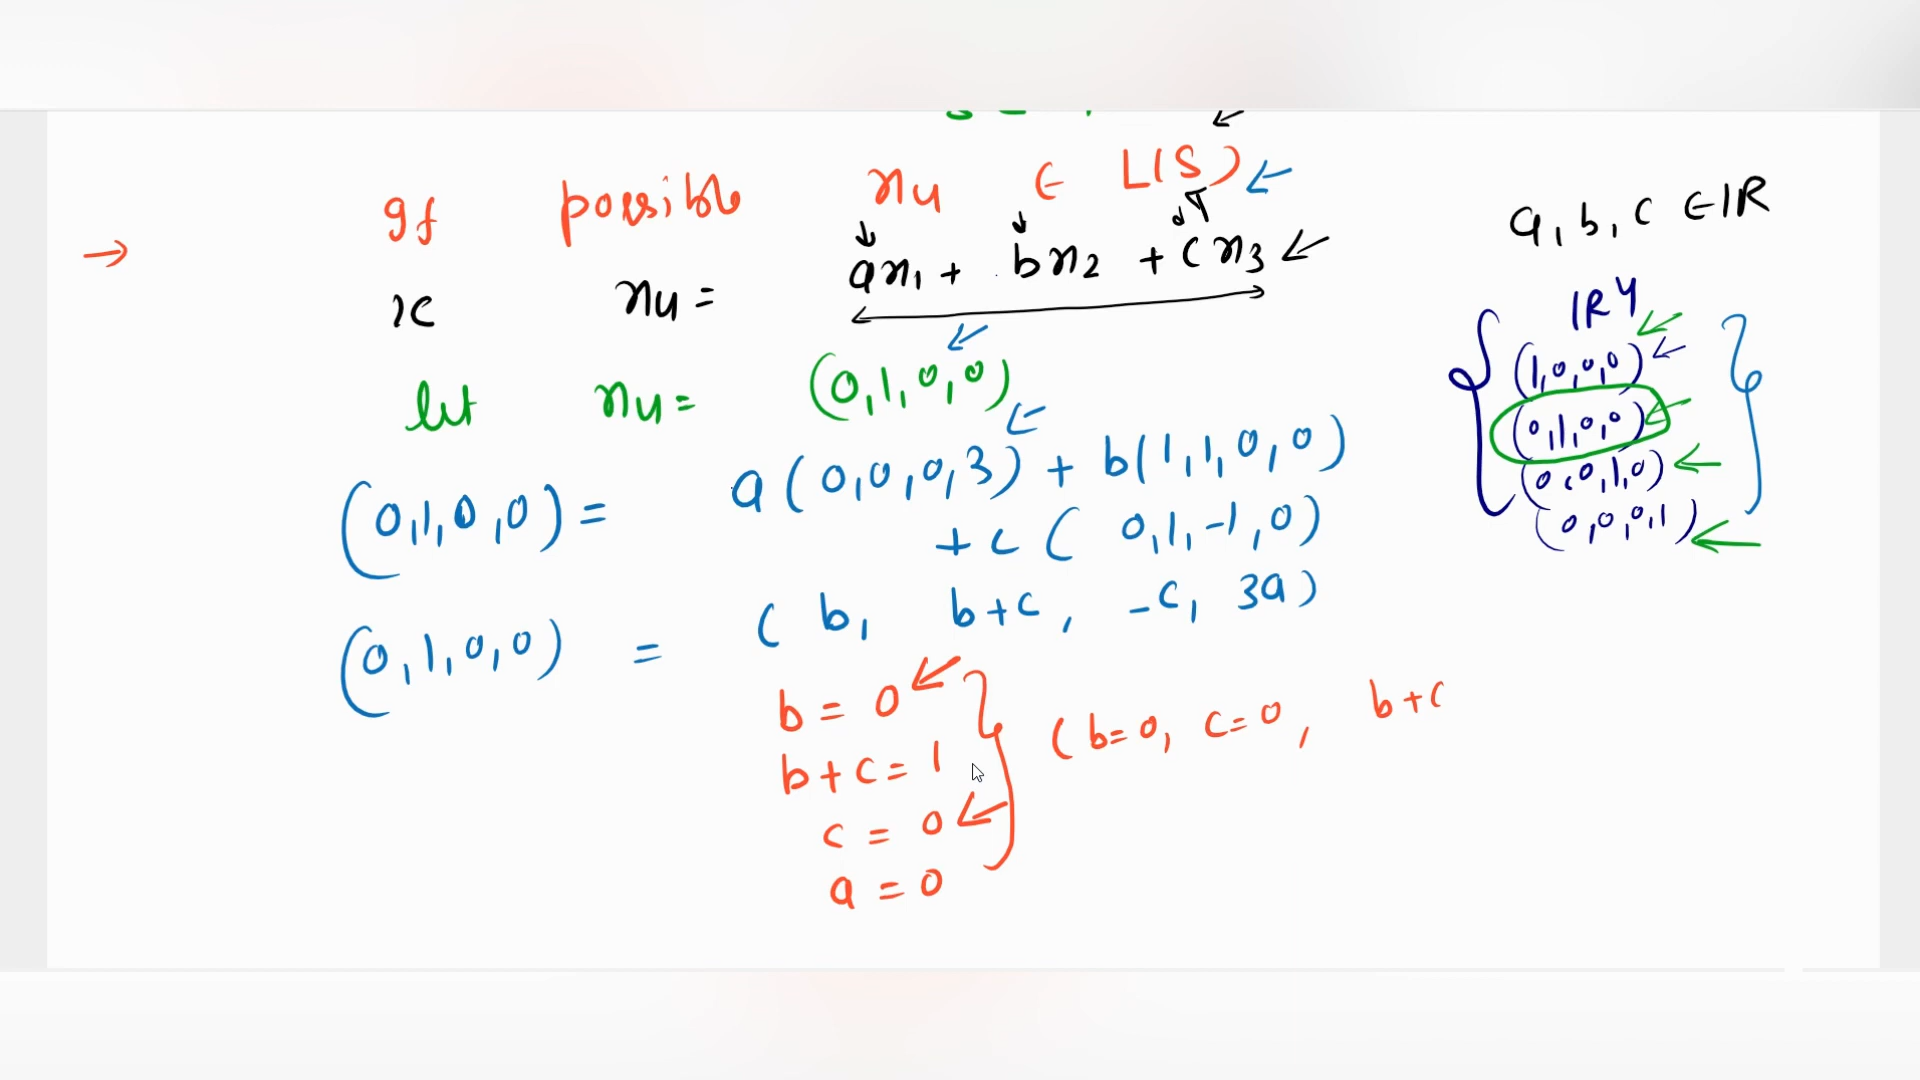 If possible x4 ∈ L(S)
ie x4 = ax1 + bx2 + cx3
let x4 = (0,1,0,0)
(0,1,0,0) = a(0,0,0,3) + b(1,1,0,0)
+ c(0,1,-1,0)
(0,1,0,0) = (b, b+c, -c, 3a)
b = 0
b+c = 1
c = 0
a = 0
(b=0, c=0, b+c
a, b, c ∈ IR
IR4
(1,0,0,0)
(0,1,0,0)
(0,0,1,0)
(0,0,0,1)